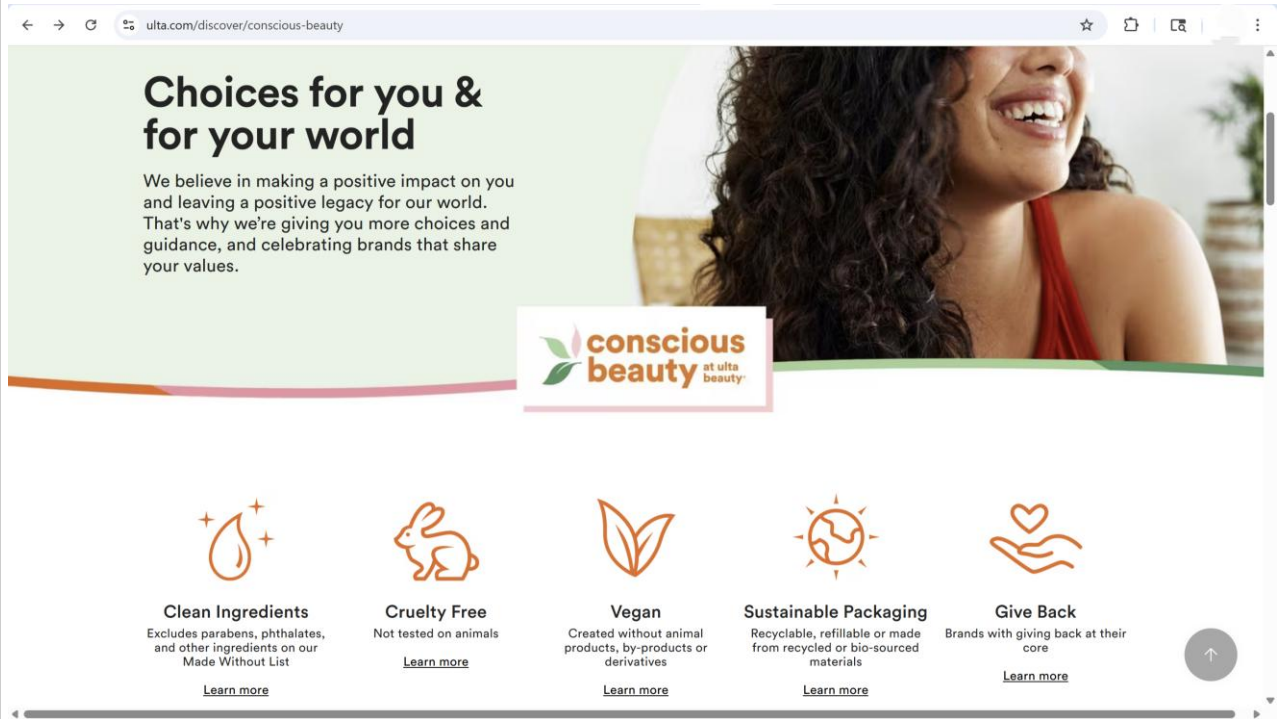 ulta.com/discover/conscious-beauty
Choices for you &
for your world
We believe in making a positive impact on you
and leaving a positive legacy for our world.
That's why we’re giving you more choices and
guidance, and celebrating brands that share
your values.
conscious
beauty at ulta
beauty
Clean Ingredients
Excludes parabens, phthalates,
and other ingredients on our
Made Without List
Learn more
Cruelty Free
Not tested on animals
Learn more
Vegan
Created without animal
products, by-products or
derivatives
Learn more
Sustainable Packaging
Recyclable, refillable or made
from recycled or bio-sourced
materials
Learn more
Give Back
Brands with giving back at their
core
Learn more